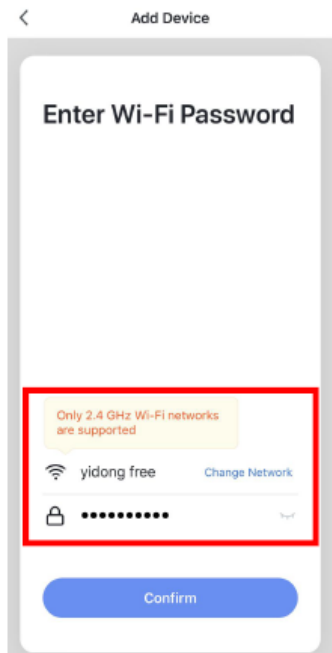 Add Device
Enter Wi-Fi Password
Only 2.4 GHz Wi-Fi networks
are supported
yidong free Change Network
••••••••••
Confirm